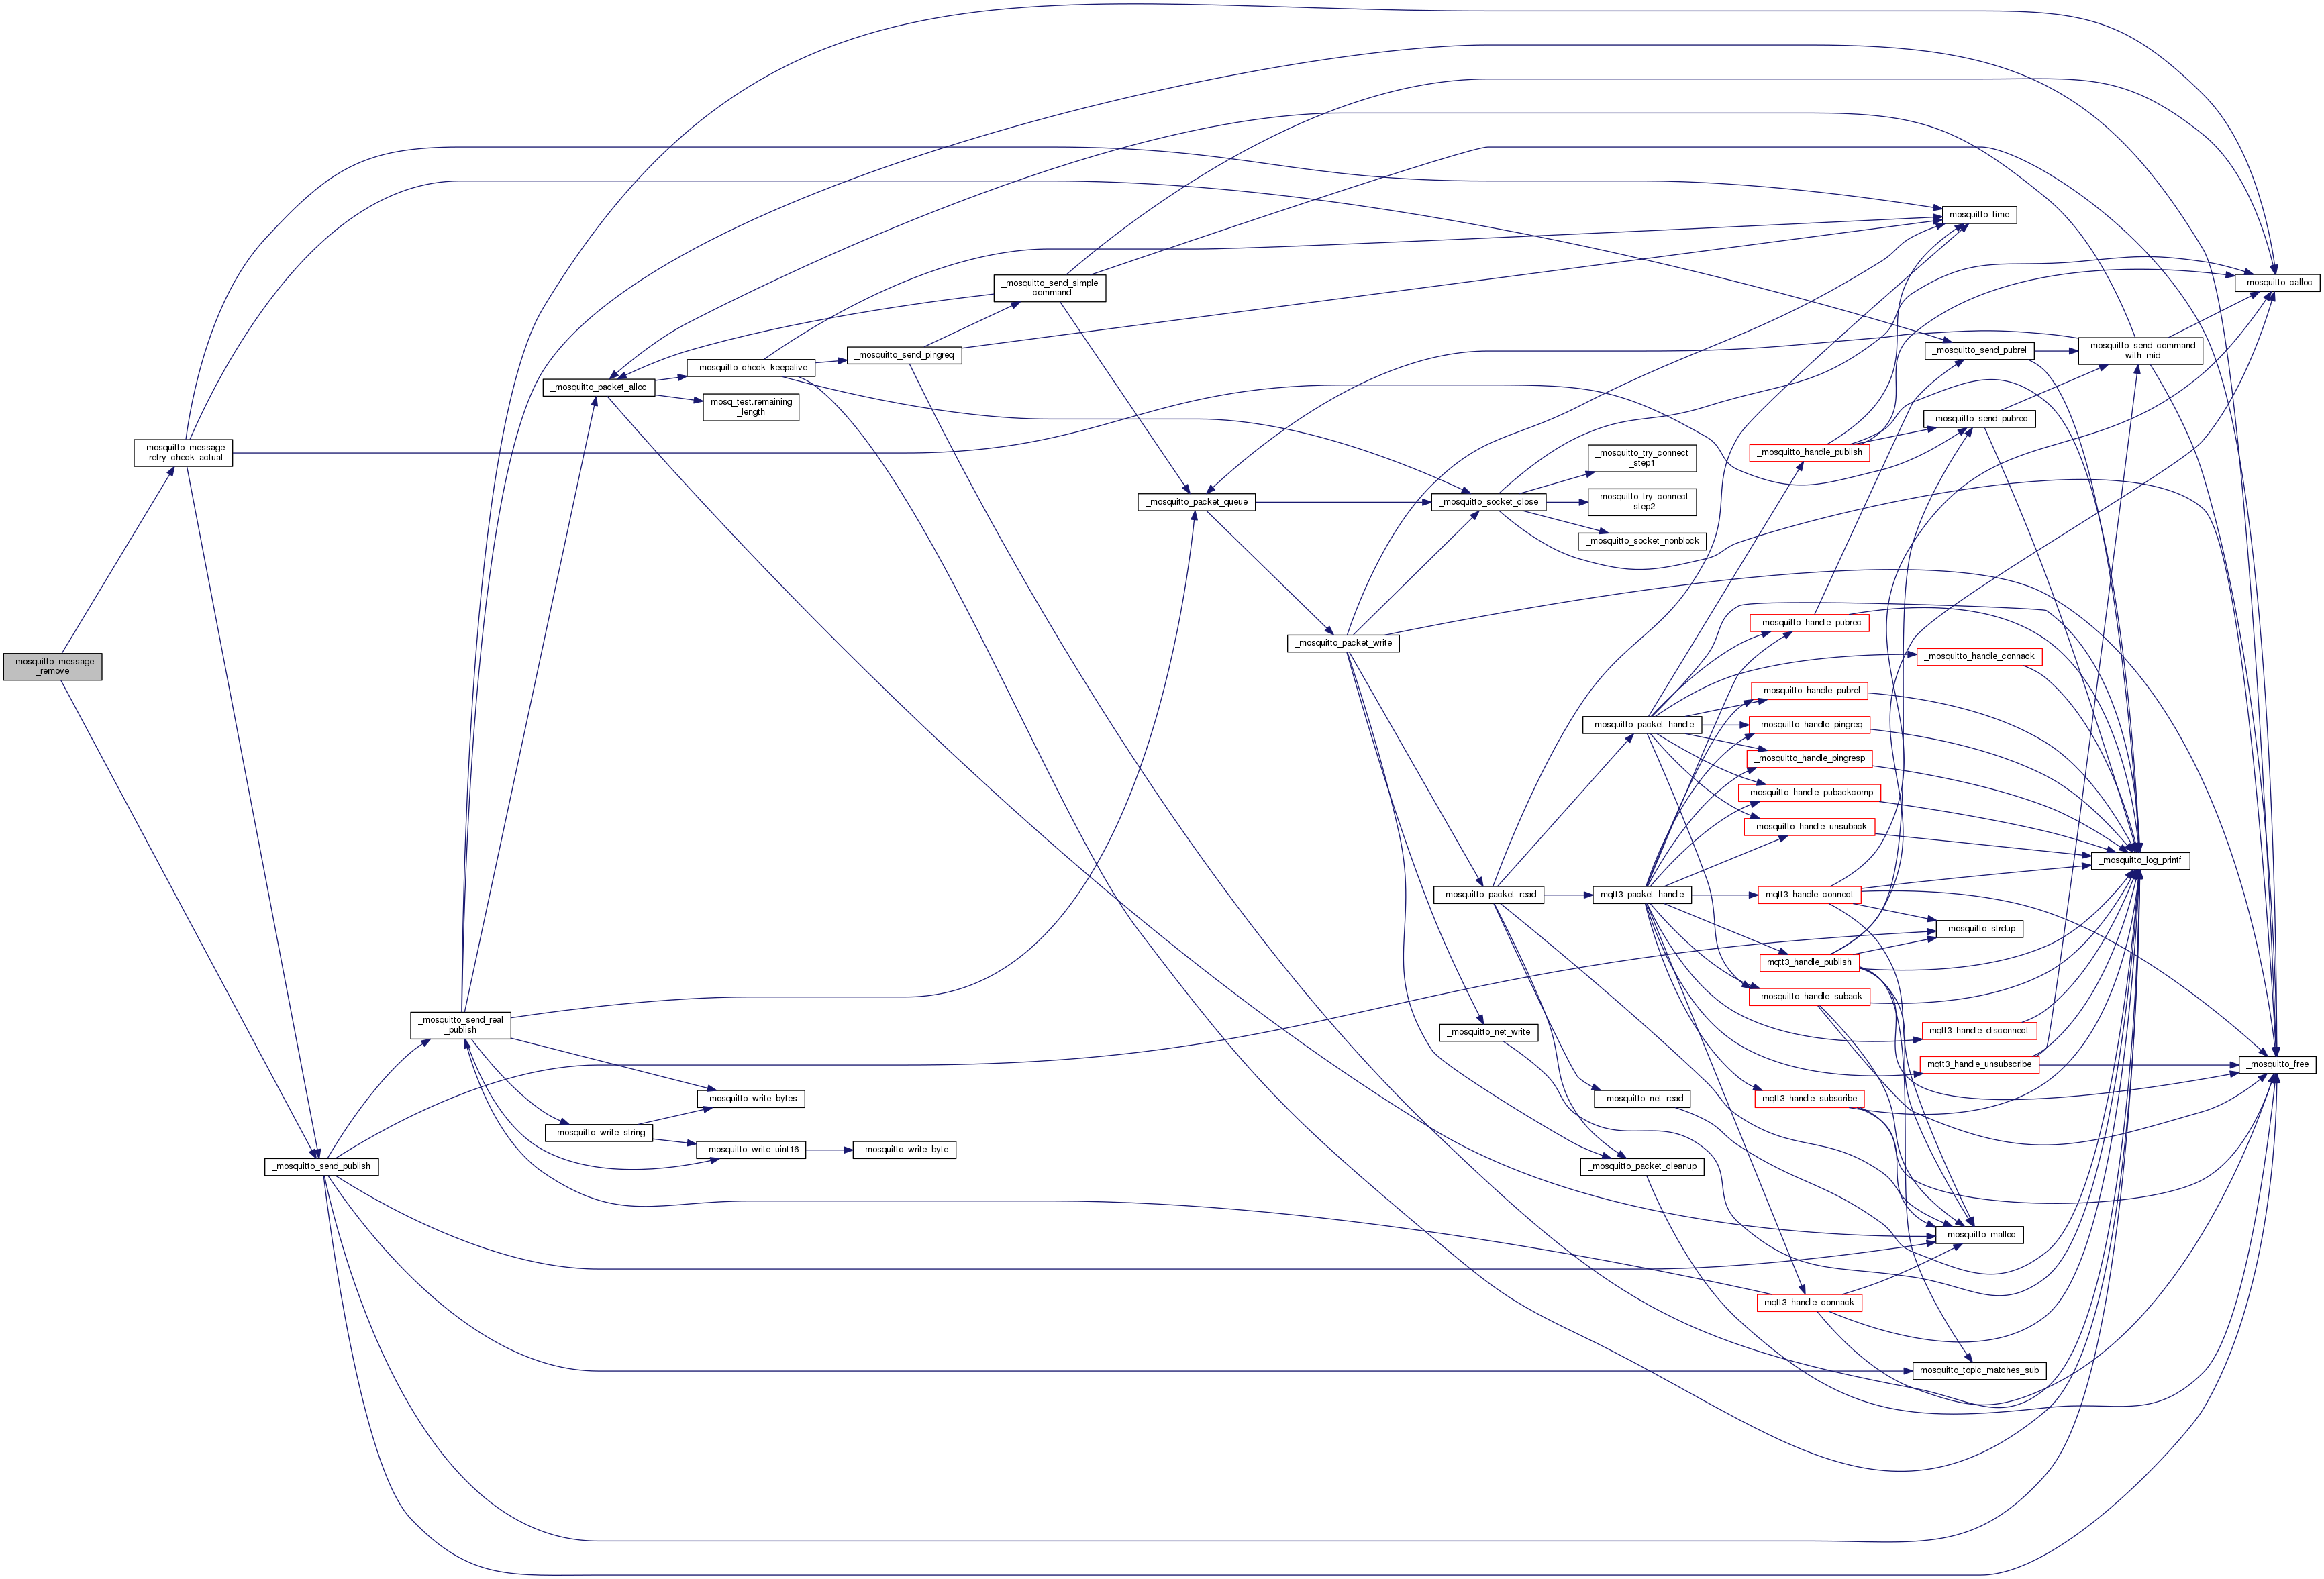 _mosquitto_message
_remove
_mosquitto_message
_retry_check_actual
_mosquitto_send_publish
_mosquitto_send_real
_publish
_mosquitto_packet_alloc
_mosquitto_write_string
_mosquitto_check_keepalive
mosq_test.remaining
_length
_mosquitto_write_bytes
_mosquitto_write_uint16
_mosquitto_send_pingreq
_mosquitto_write_byte
_mosquitto_send_simple
_command
_mosquitto_packet_queue
_mosquitto_packet_write
_mosquitto_socket_close
_mosquitto_packet_read
_mosquitto_net_write
_mosquitto_try_connect
_step1
_mosquitto_try_connect
_step2
_mosquitto_socket_nonblock
_mosquitto_packet_handle
mqtt3_packet_handle
_mosquitto_net_read
_mosquitto_packet_cleanup
_mosquitto_handle_publish
_mosquitto_handle_pubrec
_mosquitto_handle_pubrel
_mosquitto_handle_pingreq
_mosquitto_handle_pingresp
_mosquitto_handle_pubackcomp
_mosquitto_handle_unsuback
mqtt3_handle_connect
mqtt3_handle_publish
_mosquitto_handle_suback
mqtt3_handle_subscribe
mqtt3_handle_connack
mosquitto_time
_mosquitto_send_pubrel
_mosquitto_send_pubrec
_mosquitto_handle_connack
_mosquitto_strdup
mqtt3_handle_disconnect
mqtt3_handle_unsubscribe
_mosquitto_malloc
mosquitto_topic_matches_sub
_mosquitto_send_command
_with_mid
_mosquitto_log_printf
_mosquitto_calloc
_mosquitto_free